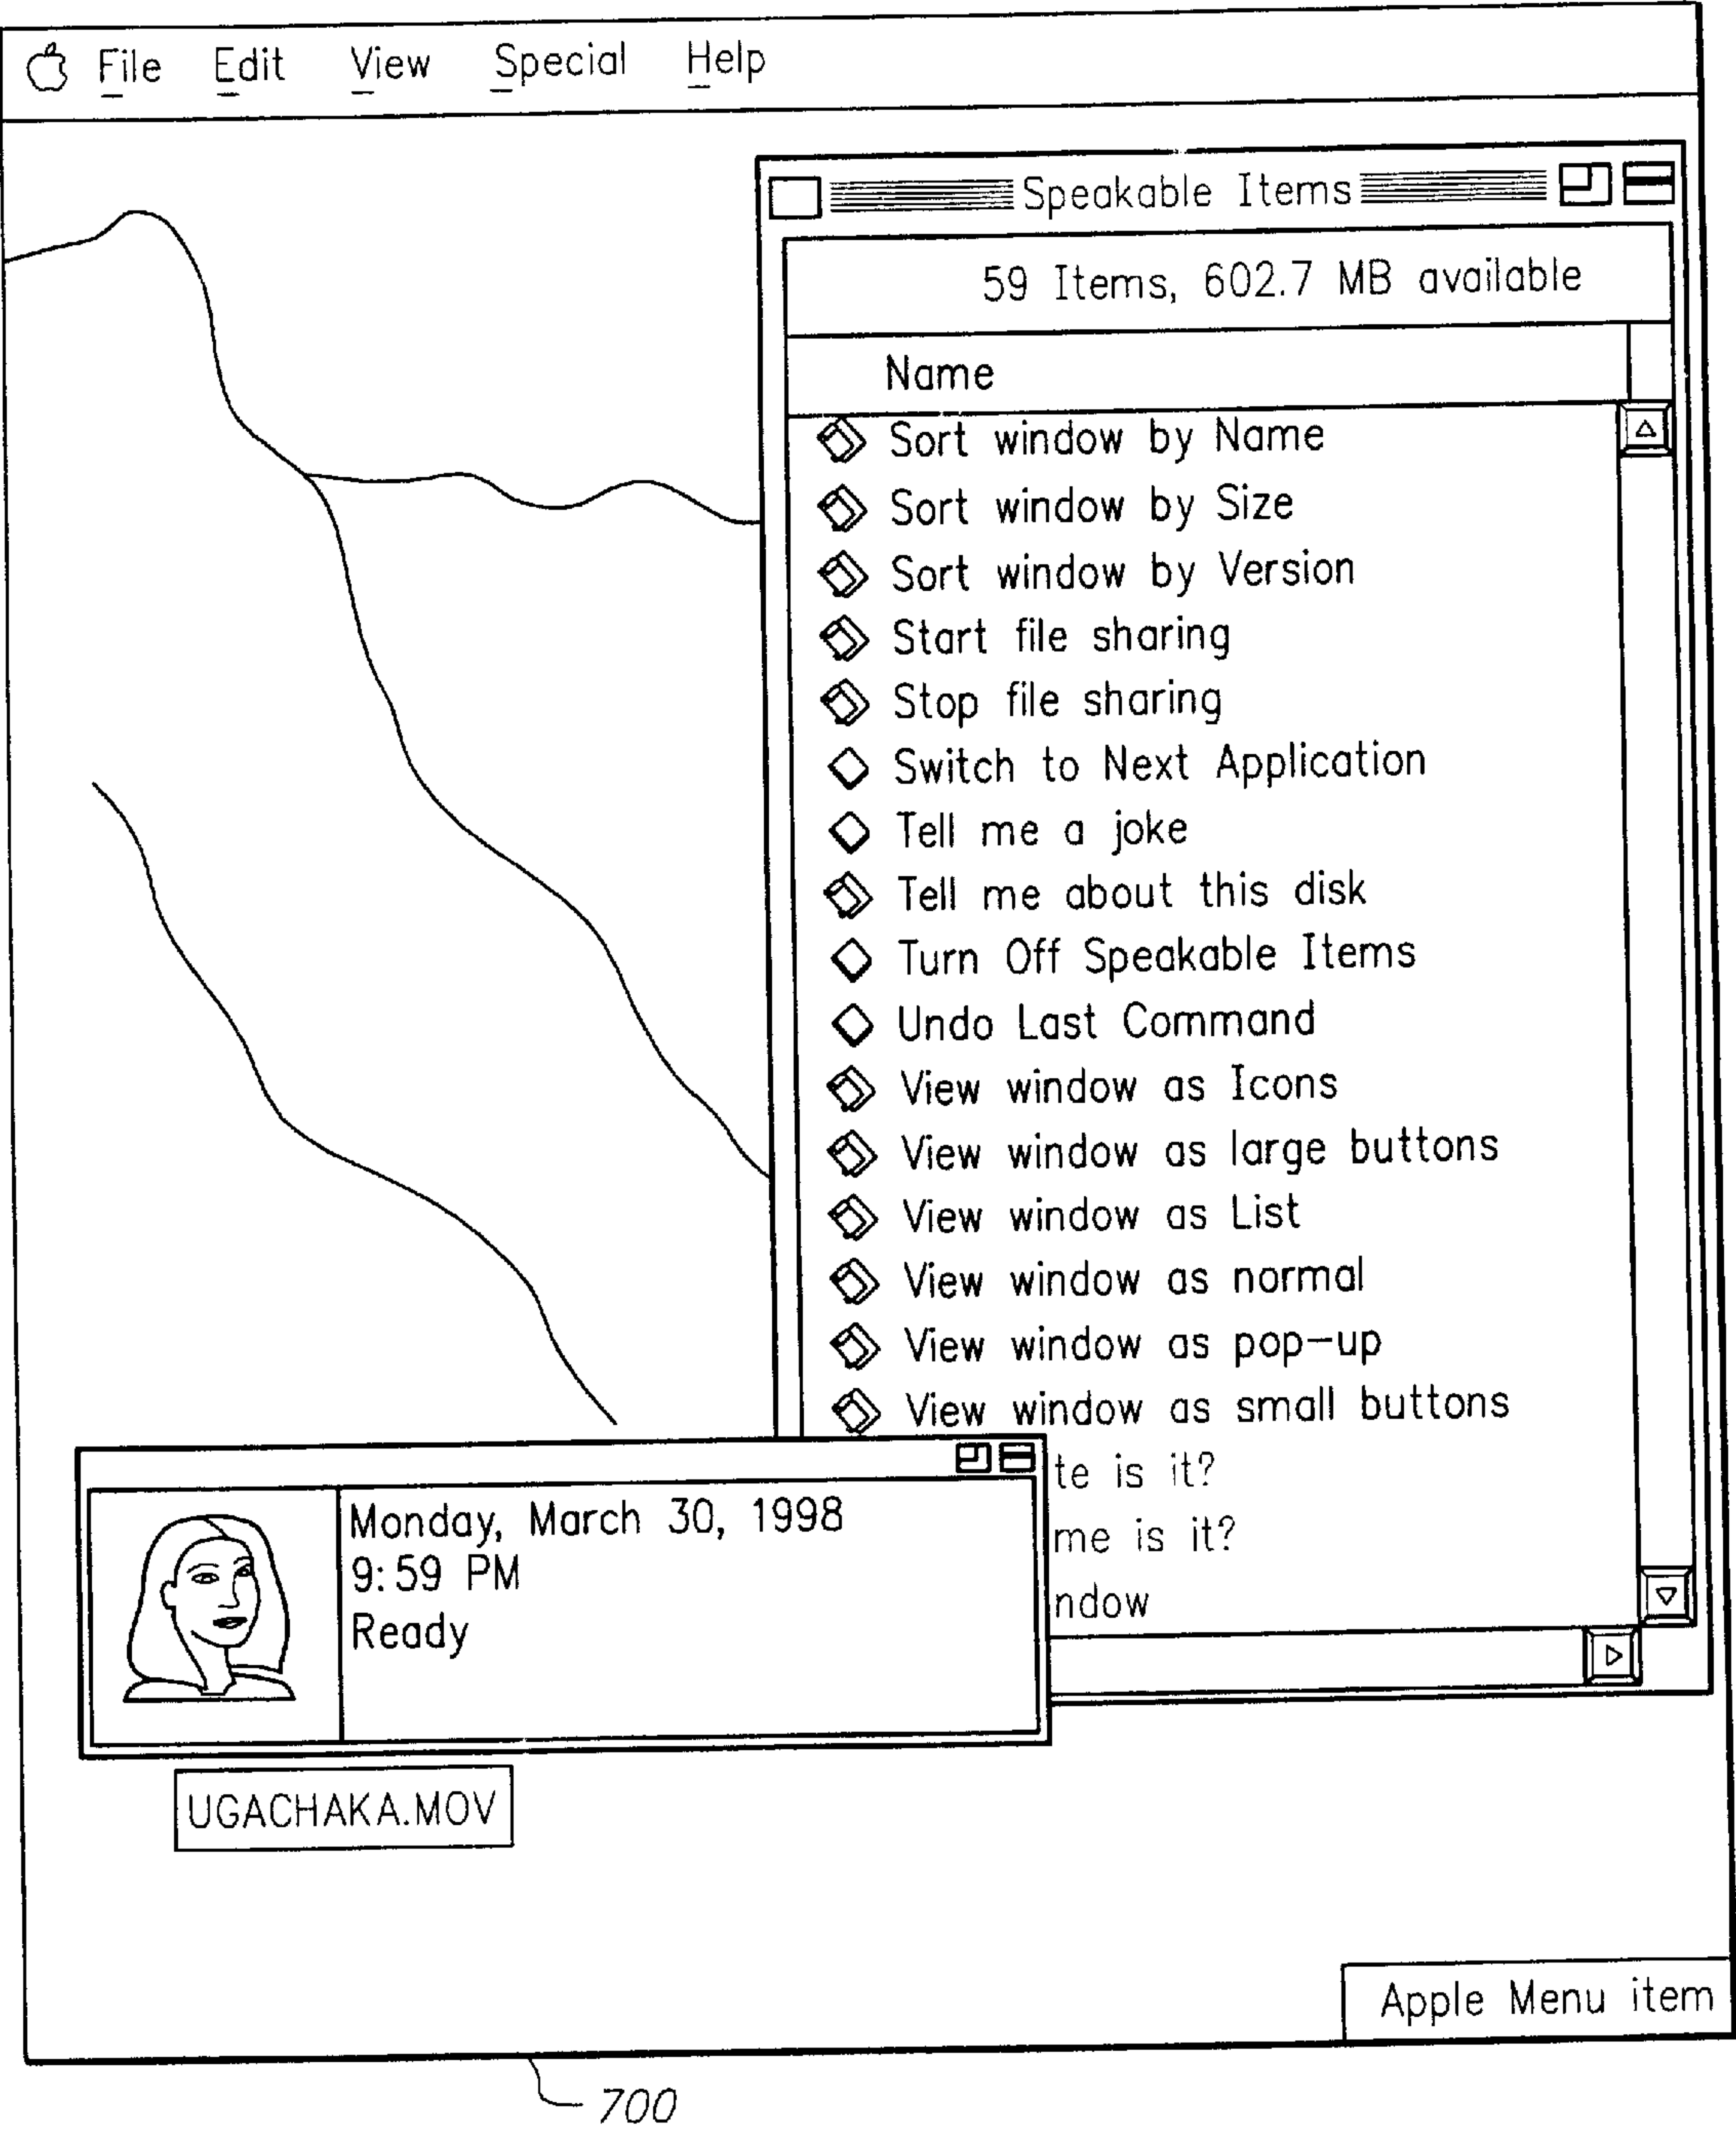 File Edit View Special Help
Speakable Items
59 Items, 602.7 MB available
Name
Sort window by Name
Sort window by Size
Sort window by Version
Start file sharing
Stop file sharing
Switch to Next Application
Tell me a joke
Tell me about this disk
Turn Off Speakable Items
Undo Last Command
View window as Icons
View window as large buttons
View window as List
View window as normal
View window as pop-up
View window as small buttons
te is it?
me is it?
ndow
Monday, March 30, 1998
9:59 PM
Ready
UGACHAKA.MOV
Apple Menu item
700